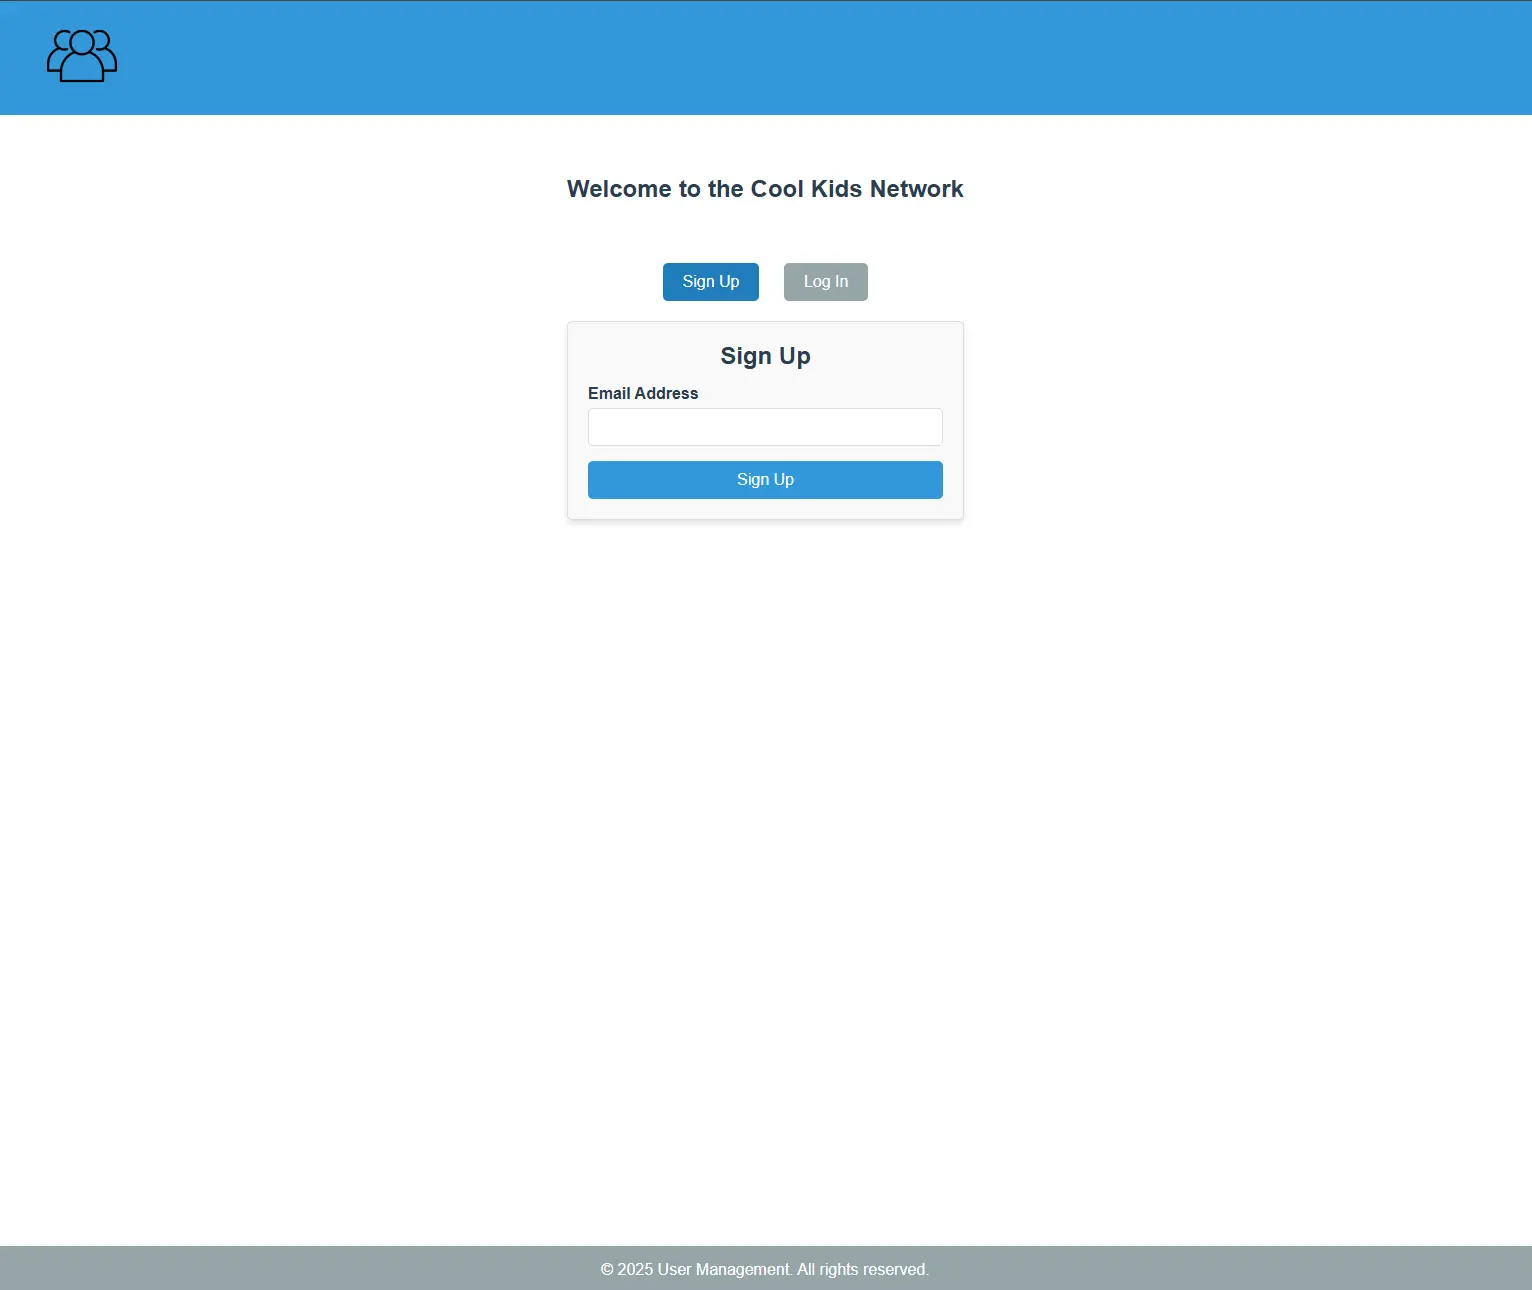 Welcome to the Cool Kids Network
Sign Up
Log In
Sign Up
Email Address
Sign Up
© 2025 User Management. All rights reserved.